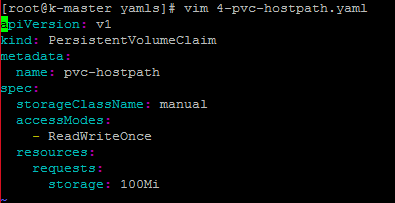 [root@k-master yamls]# vim 4-pvc-hostpath.yaml
apiVersion: v1
kind: PersistentVolumeClaim
metadata:
  name: pvc-hostpath
spec:
  storageClassName: manual
  accessModes:
    - ReadWriteOnce
  resources:
    requests:
      storage: 100Mi
~